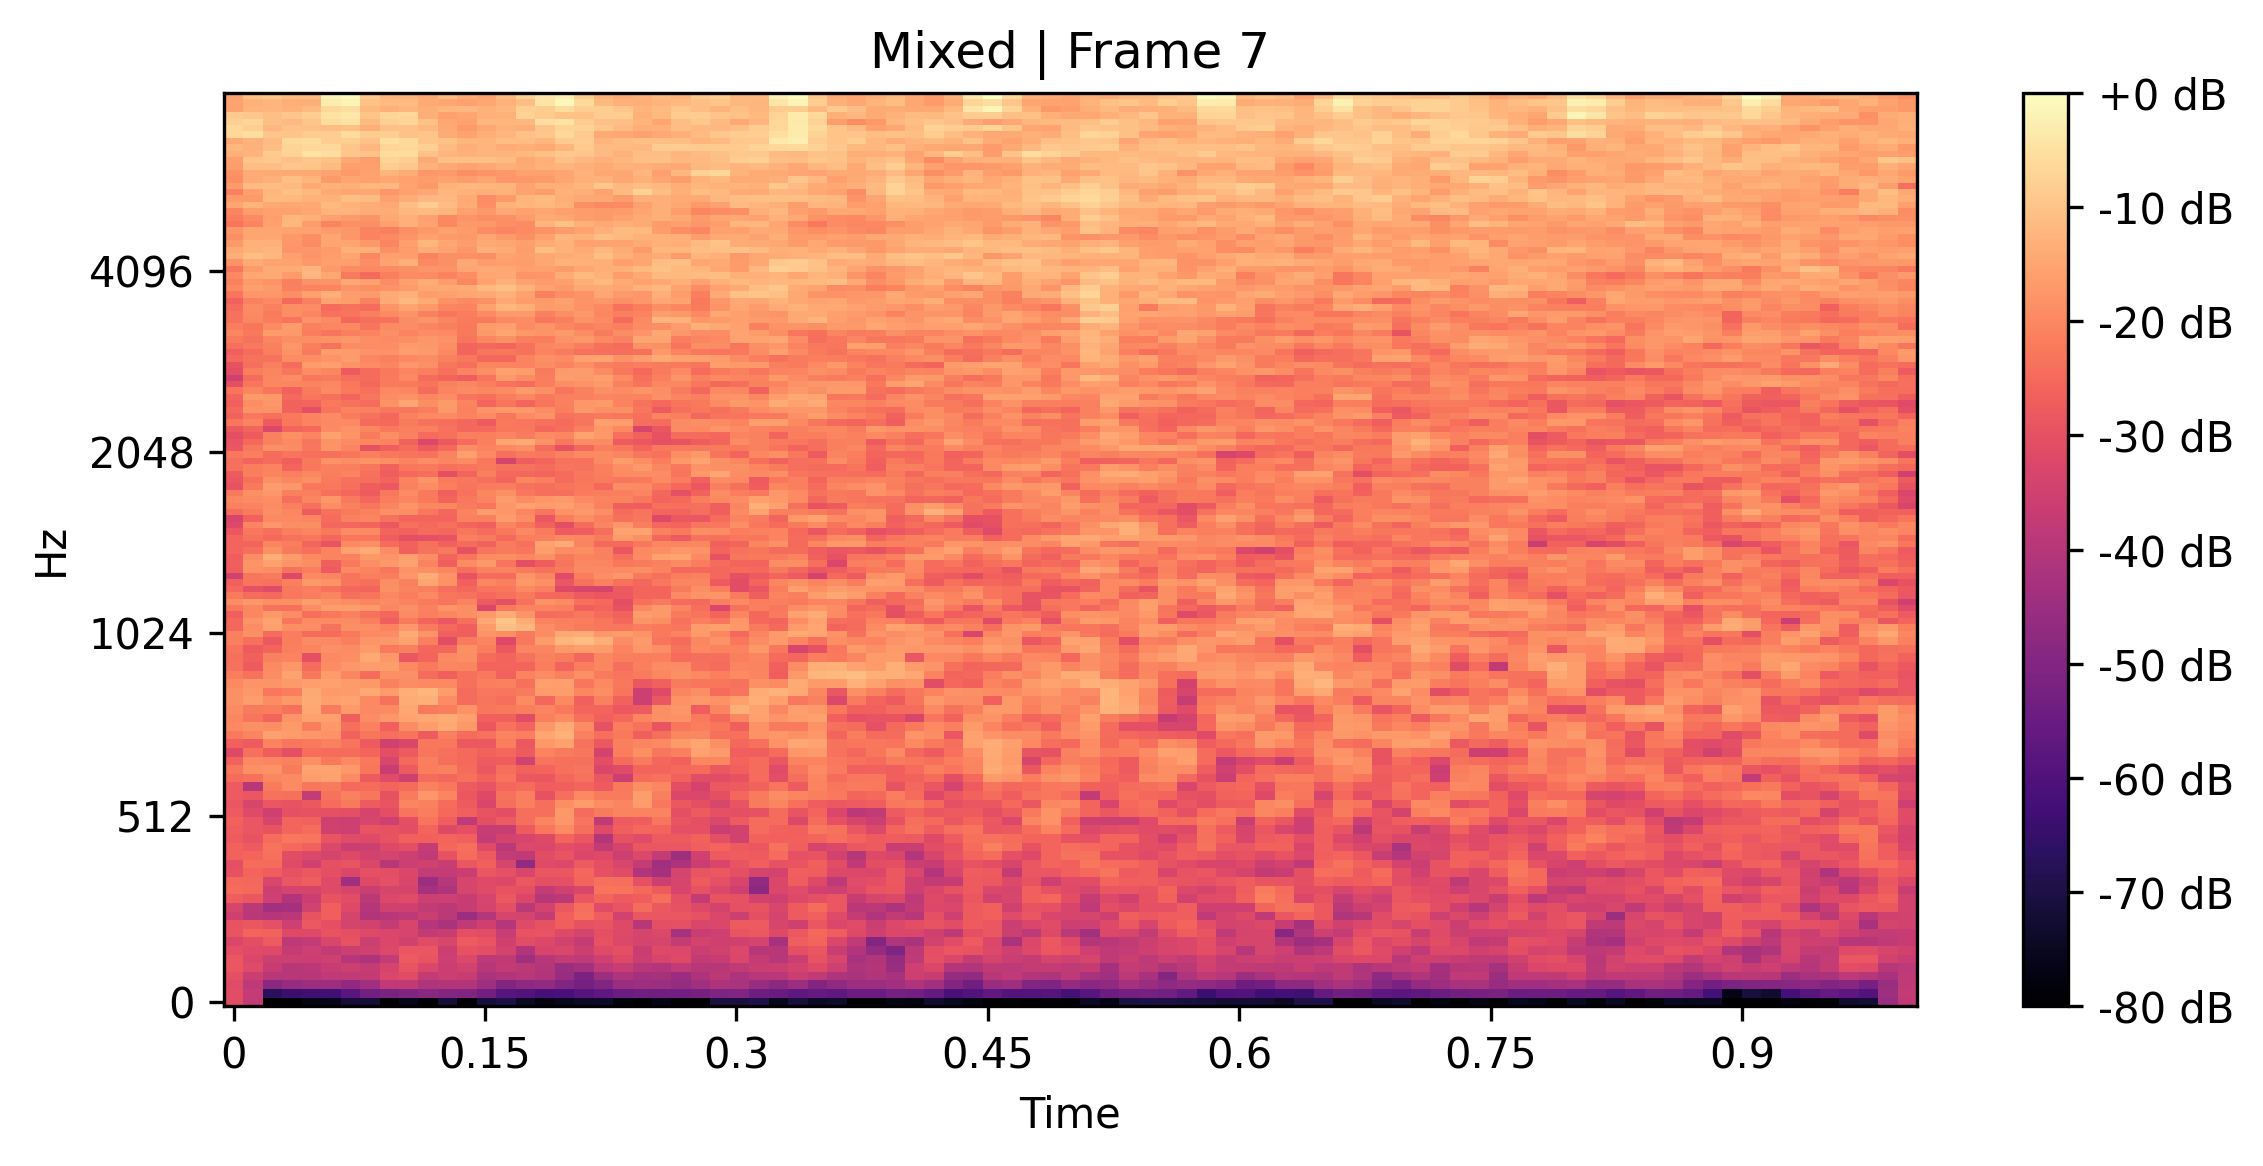 Mixed | Frame 7
+0 dB
-10 dB
-20 dB
-30 dB
-40 dB
-50 dB
-60 dB
-70 dB
-80 dB
Hz
4096
2048
1024
512
0
0 0.15 0.3 0.45 0.6 0.75 0.9
Time